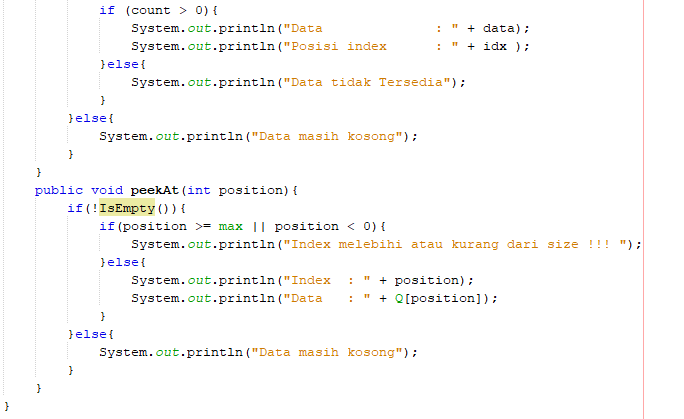 if (count > 0){
                System.out.println("Data              : " + data);
                System.out.println("Posisi index      : " + idx );
            }else{
                System.out.println("Data tidak Tersedia");
            }
        }else{
            System.out.println("Data masih kosong");
        }
    }
    public void peekAt(int position){
        if(!IsEmpty()){
            if(position >= max || position < 0){
                System.out.println("Index melebihi atau kurang dari size !!! ");
            }else{
                System.out.println("Index  : " + position);
                System.out.println("Data   : " + Q[position]);
            }
        }else{
            System.out.println("Data masih kosong");
        }
    }
}